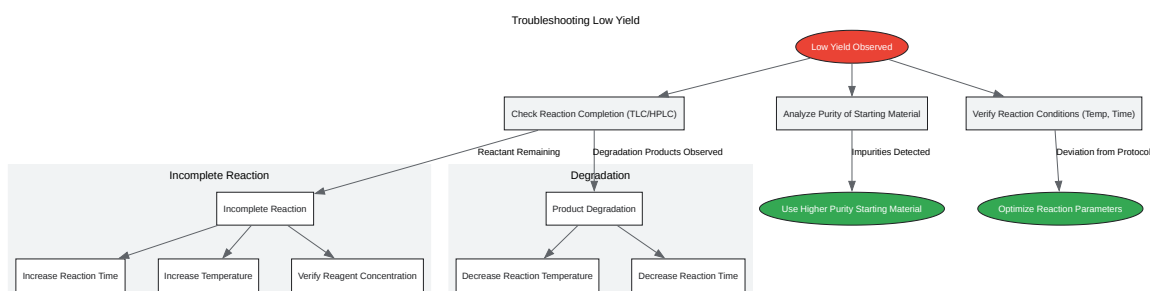 Troubleshooting Low Yield
Low Yield Observed
Check Reaction Completion (TLC/HPLC)
Analyze Purity of Starting Material
Verify Reaction Conditions (Temp, Time)
Reactant Remaining
Degradation Products Observed
Impurities Detected
Deviation from Protocol
Incomplete Reaction
Degradation
Incomplete Reaction
Product Degradation
Use Higher Purity Starting Material
Optimize Reaction Parameters
Increase Reaction Time
Increase Temperature
Verify Reagent Concentration
Decrease Reaction Temperature
Decrease Reaction Time